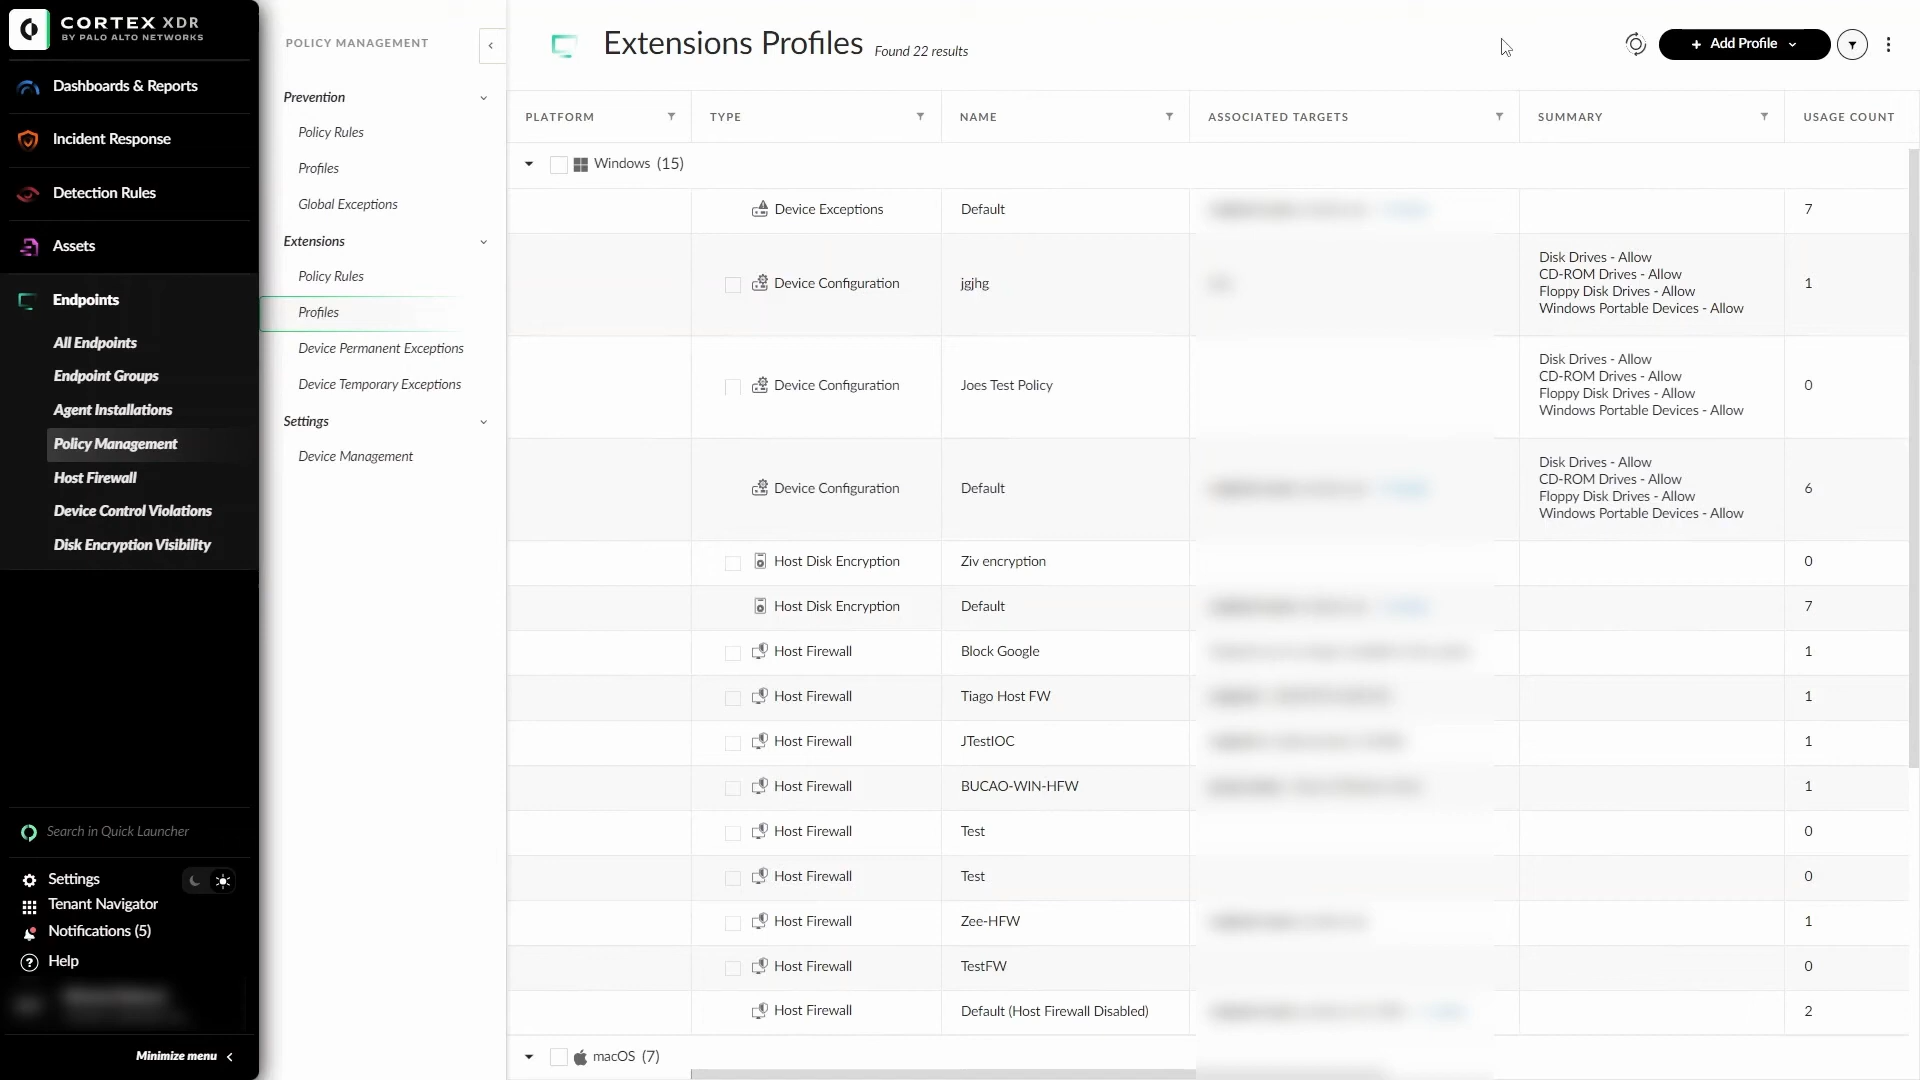 CORTEX XDR
BY PALO ALTO NETWORKS
Dashboards & Reports
Incident Response
Detection Rules
Assets
Endpoints
All Endpoints
Endpoint Groups
Agent Installations
Policy Management
Host Firewall
Device Control Violations
Disk Encryption Visibility
Search in Quick Launcher
Settings
Tenant Navigator
Notifications (5)
Help
Minimize menu
POLICY MANAGEMENT
Prevention
Policy Rules
Profiles
Global Exceptions
Extensions
Policy Rules
Profiles
Device Permanent Exceptions
Device Temporary Exceptions
Settings
Device Management
Extensions Profiles Found 22 results
+ Add Profile
PLATFORM TYPE NAME ASSOCIATED TARGETS SUMMARY USAGE COUNT
Windows (15)
Device Exceptions Default 7
Device Configuration jgjhg 1
Disk Drives - Allow
CD-ROM Drives - Allow
Floppy Disk Drives - Allow
Windows Portable Devices - Allow
Device Configuration Joes Test Policy 0
Disk Drives - Allow
CD-ROM Drives - Allow
Floppy Disk Drives - Allow
Windows Portable Devices - Allow
Device Configuration Default 6
Disk Drives - Allow
CD-ROM Drives - Allow
Floppy Disk Drives - Allow
Windows Portable Devices - Allow
Host Disk Encryption Ziv encryption 0
Host Disk Encryption Default 7
Host Firewall Block Google 1
Host Firewall Tiago Host FW 1
Host Firewall JTestIOC 1
Host Firewall BUCAO-WIN-HFW 1
Host Firewall Test 0
Host Firewall Test 0
Host Firewall Zee-HFW 1
Host Firewall TestFW 0
Host Firewall Default (Host Firewall Disabled) 2
macOS (7)